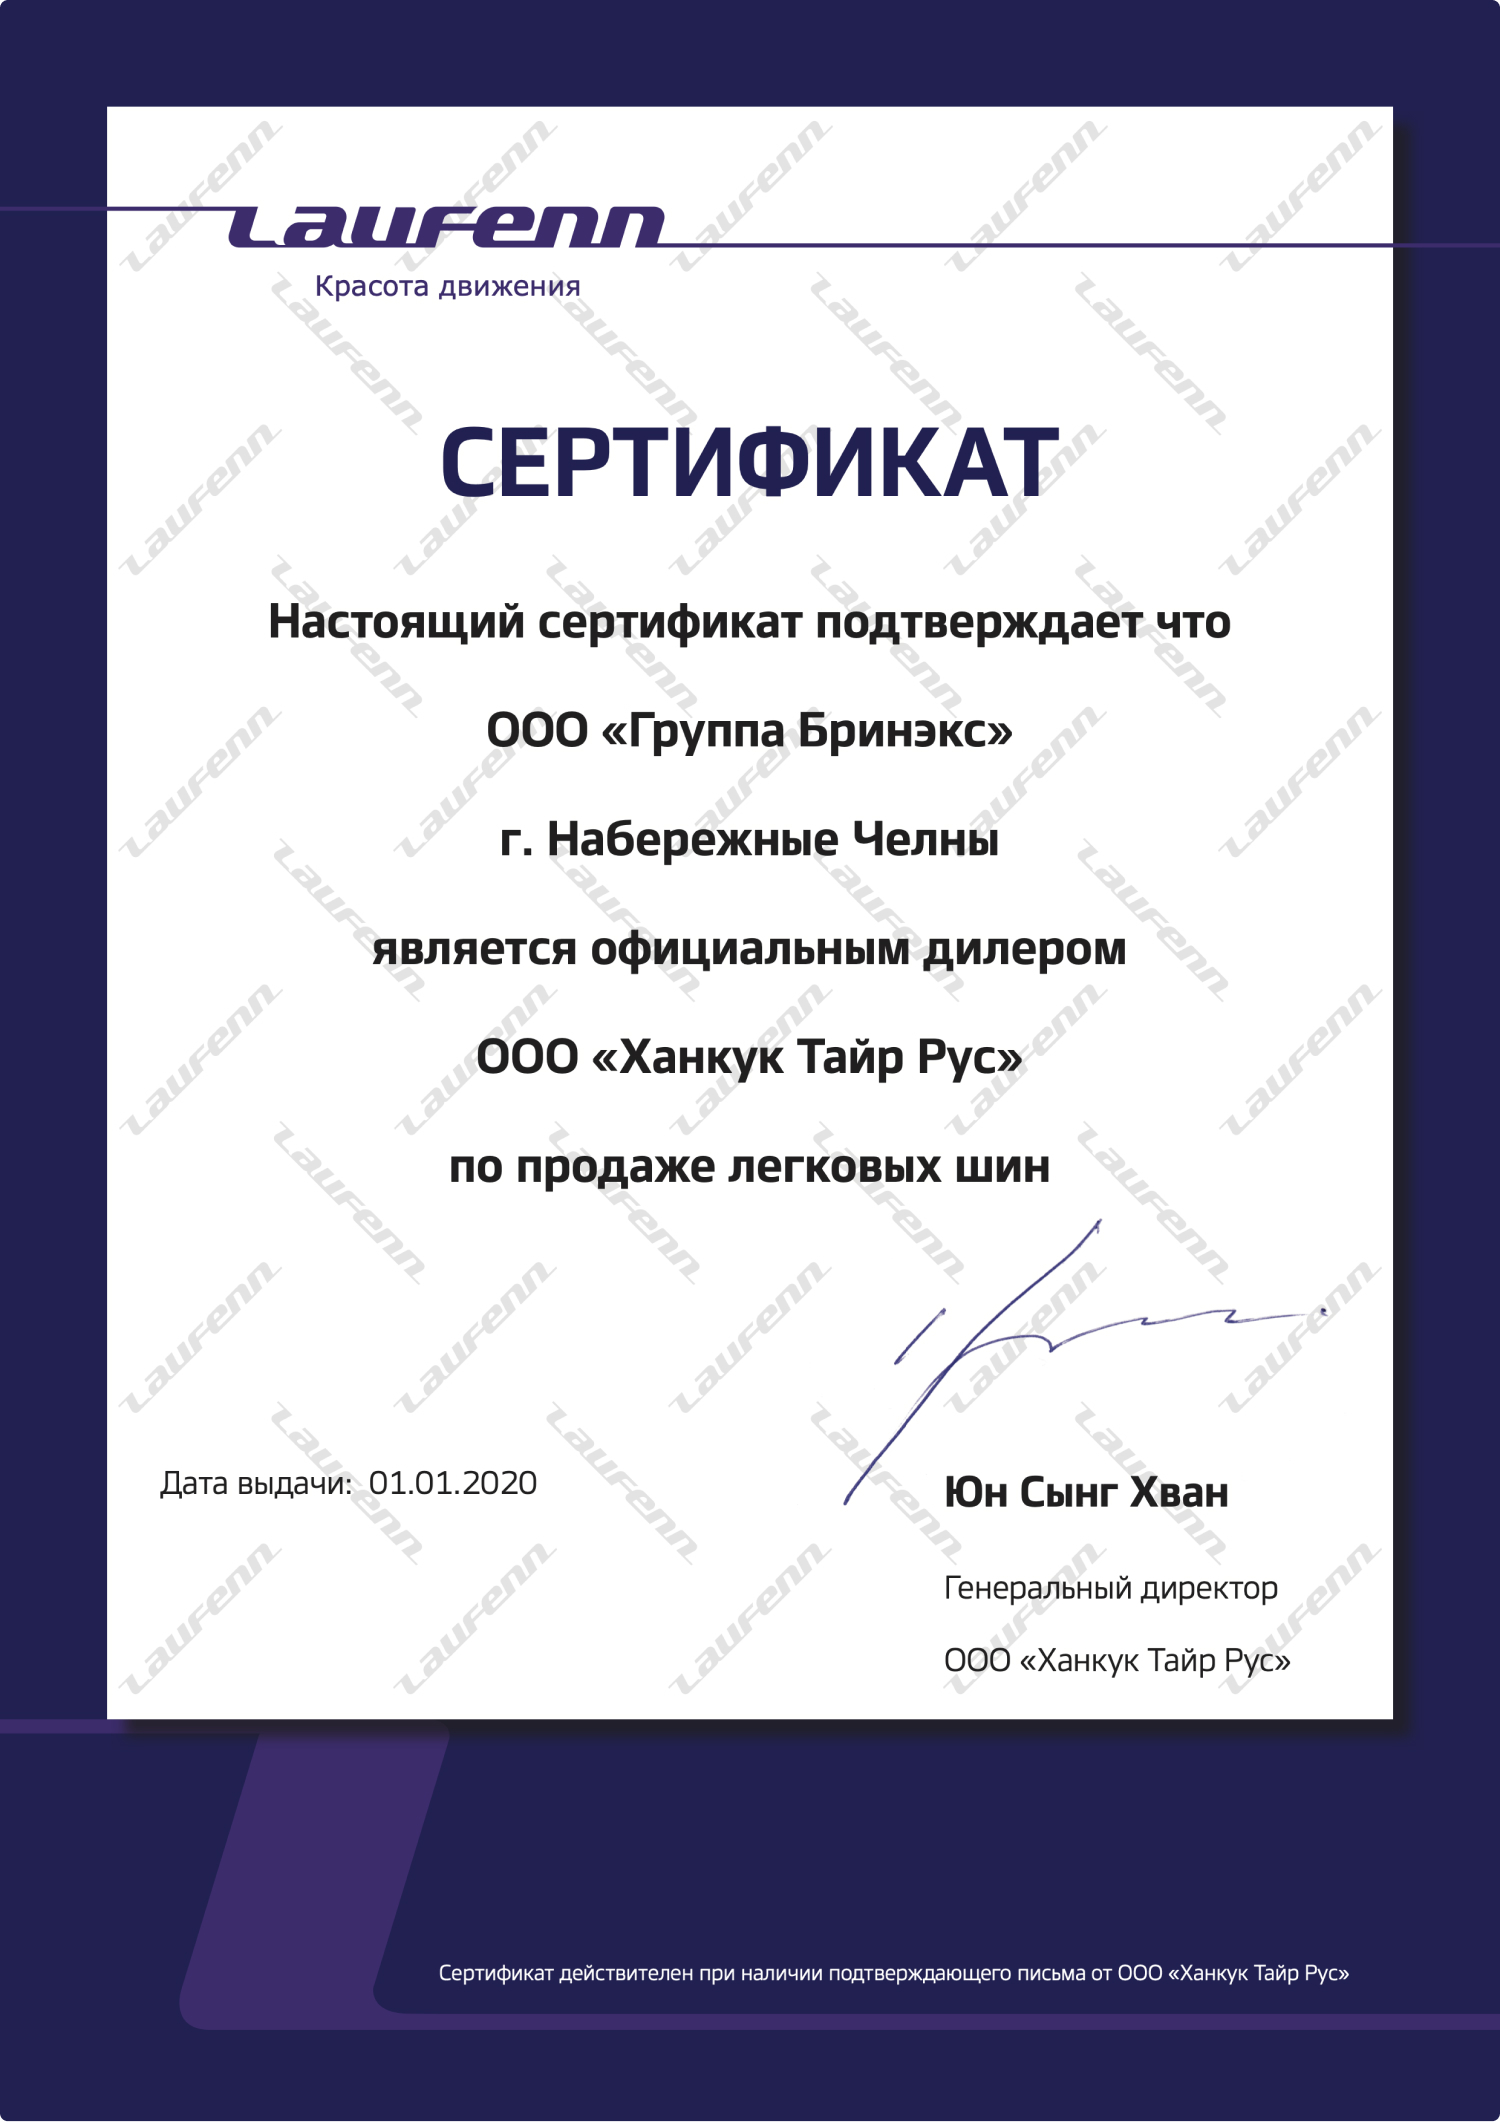 Laufenn
Красота движения
СЕРТИФИКАТ
Настоящий сертификат подтверждает что
ООО «Группа Бринэкс»
г. Набережные Челны
является официальным дилером
ООО «Ханкук Тайр Рус»
по продаже легковых шин
Дата выдачи: 01.01.2020
Юн Сынг Хван
Генеральный директор
ООО «Ханкук Тайр Рус»
Сертификат действителен при наличии подтверждающего письма от ООО «Ханкук Тайр Рус»